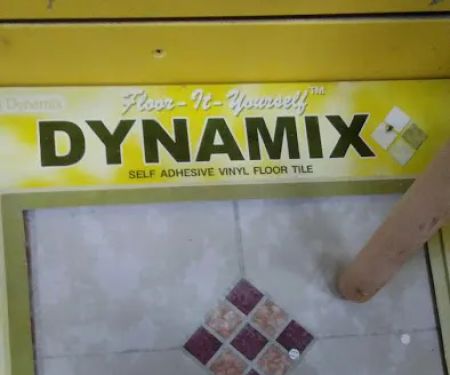 Dynamix
Floor-It-Yourself™
DYNAMIX
SELF ADHESIVE VINYL FLOOR TILE